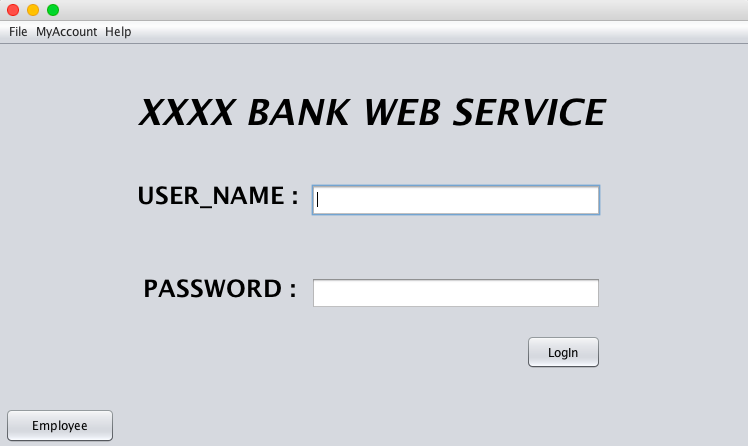 File MyAccount Help
XXXX BANK WEB SERVICE
USER_NAME :
PASSWORD :
LogIn
Employee